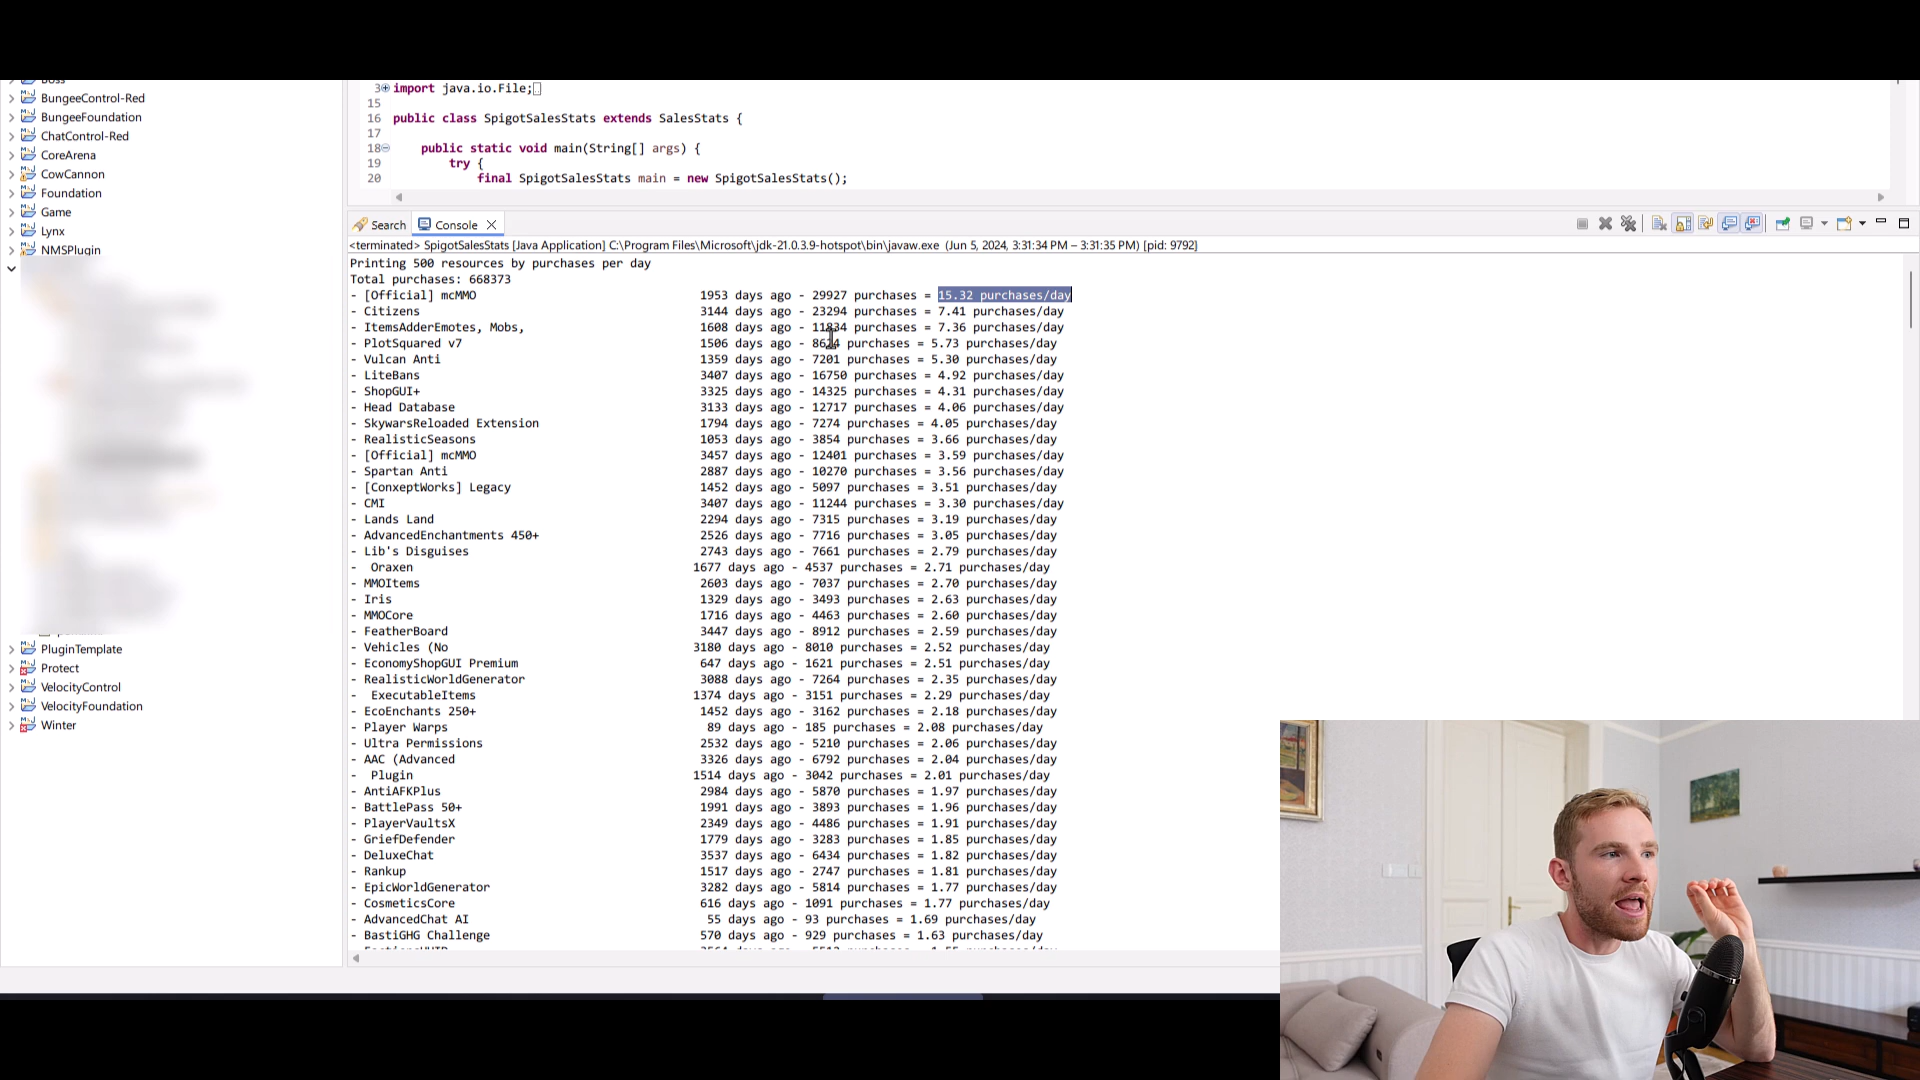 Boss
BungeeControl-Red
BungeeFoundation
ChatControl-Red
CoreArena
CowCannon
Foundation
Game
Lynx
NMSPlugin
PluginTemplate
Protect
VelocityControl
VelocityFoundation
Winter
3 import java.io.File;
15
16 public class SpigotSalesStats extends SalesStats {
17
18 public static void main(String[] args) {
19 try {
20 final SpigotSalesStats main = new SpigotSalesStats();
Search Console
<terminated> SpigotSalesStats [Java Application] C:\Program Files\Microsoft\jdk-21.0.3.9-hotspot\bin\javaw.exe (Jun 5, 2024, 3:31:34 PM – 3:31:35 PM) [pid: 9792]
Printing 500 resources by purchases per day
Total purchases: 668373
- [Official] mcMMO 1953 days ago - 29927 purchases = 15.32 purchases/day
- Citizens 3144 days ago - 23294 purchases = 7.41 purchases/day
- ItemsAdderEmotes, Mobs, 1608 days ago - 11834 purchases = 7.36 purchases/day
- PlotSquared v7 1506 days ago - purchases = 5.73 purchases/day
- Vulcan Anti 1359 days ago - 7201 purchases = 5.30 purchases/day
- LiteBans 3407 days ago - 16750 purchases = 4.92 purchases/day
- ShopGUI+ 3325 days ago - 14325 purchases = 4.31 purchases/day
- Head Database 3133 days ago - 12717 purchases = 4.06 purchases/day
- SkywarsReloaded Extension 1794 days ago - 7274 purchases = 4.05 purchases/day
- RealisticSeasons 1053 days ago - 3854 purchases = 3.66 purchases/day
- [Official] mcMMO 3457 days ago - 12401 purchases = 3.59 purchases/day
- Spartan Anti 2887 days ago - 10270 purchases = 3.56 purchases/day
- [ConxeptWorks] Legacy 1452 days ago - 5097 purchases = 3.51 purchases/day
- CMI 3407 days ago - 11244 purchases = 3.30 purchases/day
- Lands Land 2294 days ago - 7315 purchases = 3.19 purchases/day
- AdvancedEnchantments 450+ 2526 days ago - 7716 purchases = 3.05 purchases/day
- Lib's Disguises 2743 days ago - 7661 purchases = 2.79 purchases/day
- Oraxen 1677 days ago - 4537 purchases = 2.71 purchases/day
- MMOItems 2603 days ago - 7037 purchases = 2.70 purchases/day
- Iris 1329 days ago - 3493 purchases = 2.63 purchases/day
- MMOCore 1716 days ago - 4463 purchases = 2.60 purchases/day
- FeatherBoard 3447 days ago - 8912 purchases = 2.59 purchases/day
- Vehicles (No 3180 days ago - 8010 purchases = 2.52 purchases/day
- EconomyShopGUI Premium 647 days ago - 1621 purchases = 2.51 purchases/day
- RealisticWorldGenerator 3088 days ago - 7264 purchases = 2.35 purchases/day
- ExecutableItems 1374 days ago - 3151 purchases = 2.29 purchases/day
- EcoEnchants 250+ 1452 days ago - 3162 purchases = 2.18 purchases/day
- Player Warps 89 days ago - 185 purchases = 2.08 purchases/day
- Ultra Permissions 2532 days ago - 5210 purchases = 2.06 purchases/day
- AAC (Advanced 3326 days ago - 6792 purchases = 2.04 purchases/day
- Plugin 1514 days ago - 3042 purchases = 2.01 purchases/day
- AntiAFKPlus 2984 days ago - 5870 purchases = 1.97 purchases/day
- BattlePass 50+ 1991 days ago - 3893 purchases = 1.96 purchases/day
- PlayerVaultsX 2349 days ago - 4486 purchases = 1.91 purchases/day
- GriefDefender 1779 days ago - 3283 purchases = 1.85 purchases/day
- DeluxeChat 3537 days ago - 6434 purchases = 1.82 purchases/day
- Rankup 1517 days ago - 2747 purchases = 1.81 purchases/day
- EpicWorldGenerator 3282 days ago - 5814 purchases = 1.77 purchases/day
- CosmeticsCore 616 days ago - 1091 purchases = 1.77 purchases/day
- AdvancedChat AI 55 days ago - 93 purchases = 1.69 purchases/day
- BastiGHG Challenge 570 days ago - 929 purchases = 1.63 purchases/day